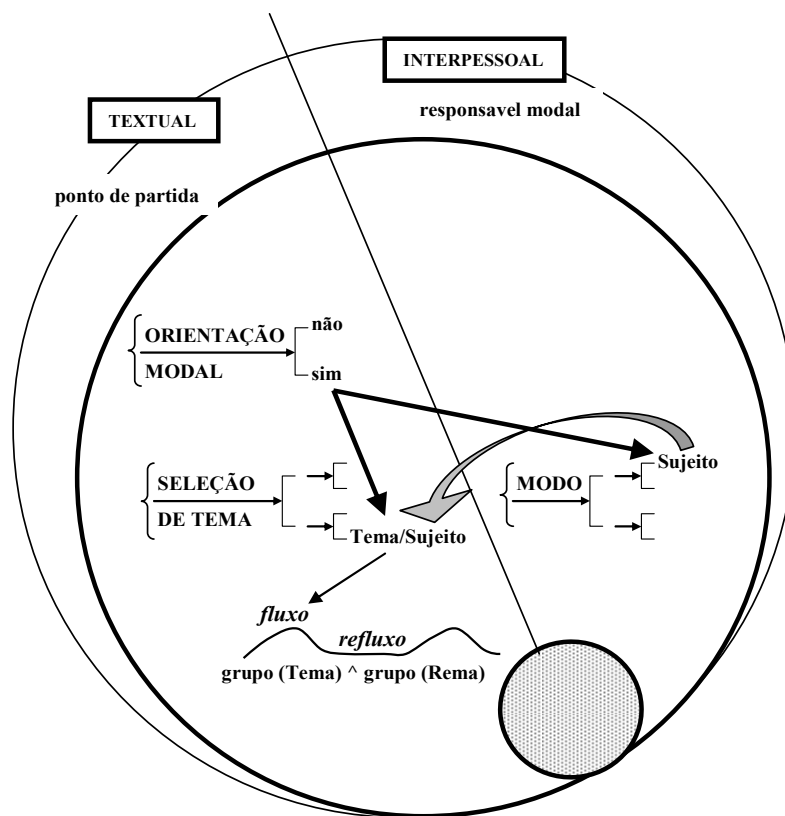 INTERPESSOAL
responsavel modal
TEXTUAL
ponto de partida
ORIENTAÇÃO
MODAL
não
sim
Sujeito
SELEÇÃO
DE TEMA
MODO
Tema/Sujeito
fluxo
refluxo
grupo (Tema) ^ grupo (Rema)